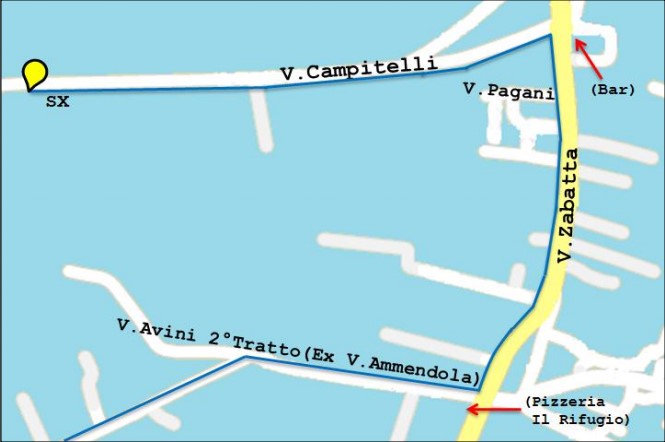 V.Campitelli
SX
V.Pagani
(Bar)
V.Zabatta
V.Avini 2°Tratto(Ex V.Ammendola)
(Pizzeria
Il Rifugio)